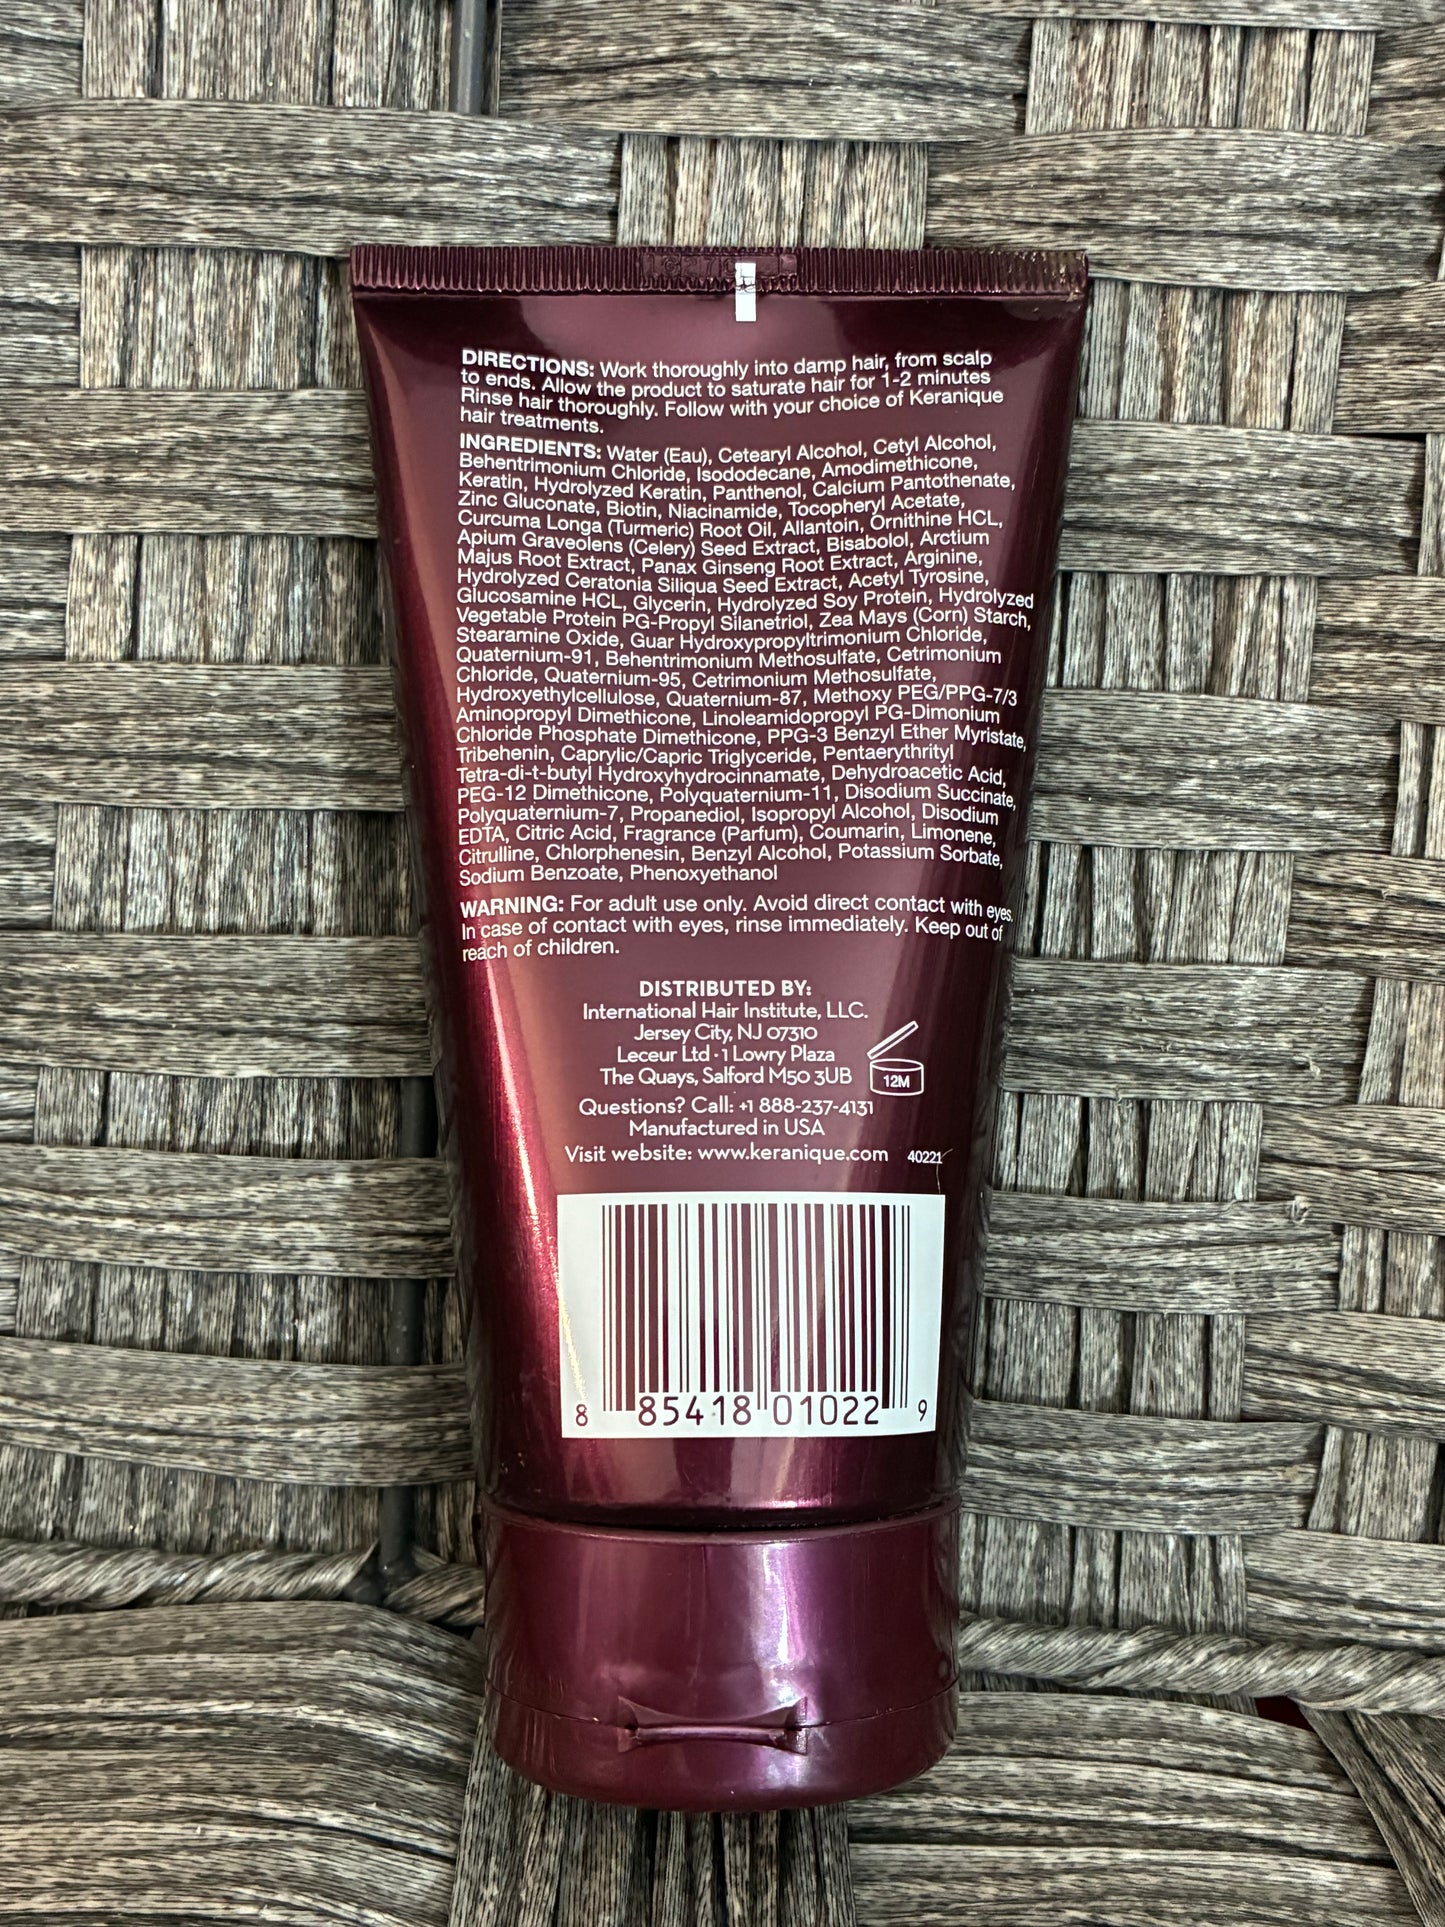 DIRECTIONS: Work thoroughly into damp hair, from scalp
to ends. Allow the product to saturate hair for 1-2 minutes
Rinse hair thoroughly. Follow with your choice of Keranique
hair treatments.
INGREDIENTS: Water (Eau), Cetearyl Alcohol, Cetyl Alcohol,
Behentrimonium Chloride, Isododecane, Amodimethicone,
Keratin, Hydrolyzed Keratin, Panthenol, Calcium Pantothenate,
Zinc Gluconate, Biotin, Niacinamide, Tocopheryl Acetate,
Curcuma Longa (Turmeric) Root Oil, Allantoin, Ornithine HCL,
Apium Graveolens (Celery) Seed Extract, Bisabolol, Arctium
Majus Root Extract, Panax Ginseng Root Extract, Arginine,
Hydrolyzed Ceratonia Siliqua Seed Extract, Acetyl Tyrosine,
Glucosamine HCL, Glycerin, Hydrolyzed Soy Protein, Hydrolyzed
Vegetable Protein PG-Propyl Silanetriol, Zea Mays (Corn) Starch,
Stearamine Oxide, Guar Hydroxypropyltrimonium Chloride,
Quaternium-91, Behentrimonium Methosulfate, Cetrimonium
Chloride, Quaternium-95, Cetrimonium Methosulfate,
Hydroxyethylcellulose, Quaternium-87, Methoxy PEG/PPG-7/3
Aminopropyl Dimethicone, Linoleamidopropyl PG-Dimonium
Chloride Phosphate Dimethicone, PPG-3 Benzyl Ether Myristate,
Tribehenin, Caprylic/Capric Triglyceride, Pentaerythrityl
Tetra-di-t-butyl Hydroxyhydrocinnamate, Dehydroacetic Acid,
PEG-12 Dimethicone, Polyquaternium-11, Disodium Succinate,
Polyquaternium-7, Propanediol, Isopropyl Alcohol, Disodium
EDTA, Citric Acid, Fragrance (Parfum), Coumarin, Limonene,
Citrulline, Chlorphenesin, Benzyl Alcohol, Potassium Sorbate,
Sodium Benzoate, Phenoxyethanol
WARNING: For adult use only. Avoid direct contact with eyes.
In case of contact with eyes, rinse immediately. Keep out of
reach of children.
DISTRIBUTED BY:
International Hair Institute, LLC.
Jersey City, NJ 07310
Leceur Ltd · 1 Lowry Plaza
The Quays, Salford M50 3UB
12M
Questions? Call: +1 888-237-4131
Manufactured in USA
Visit website: www.keranique.com 40221
8 85418 01022 9